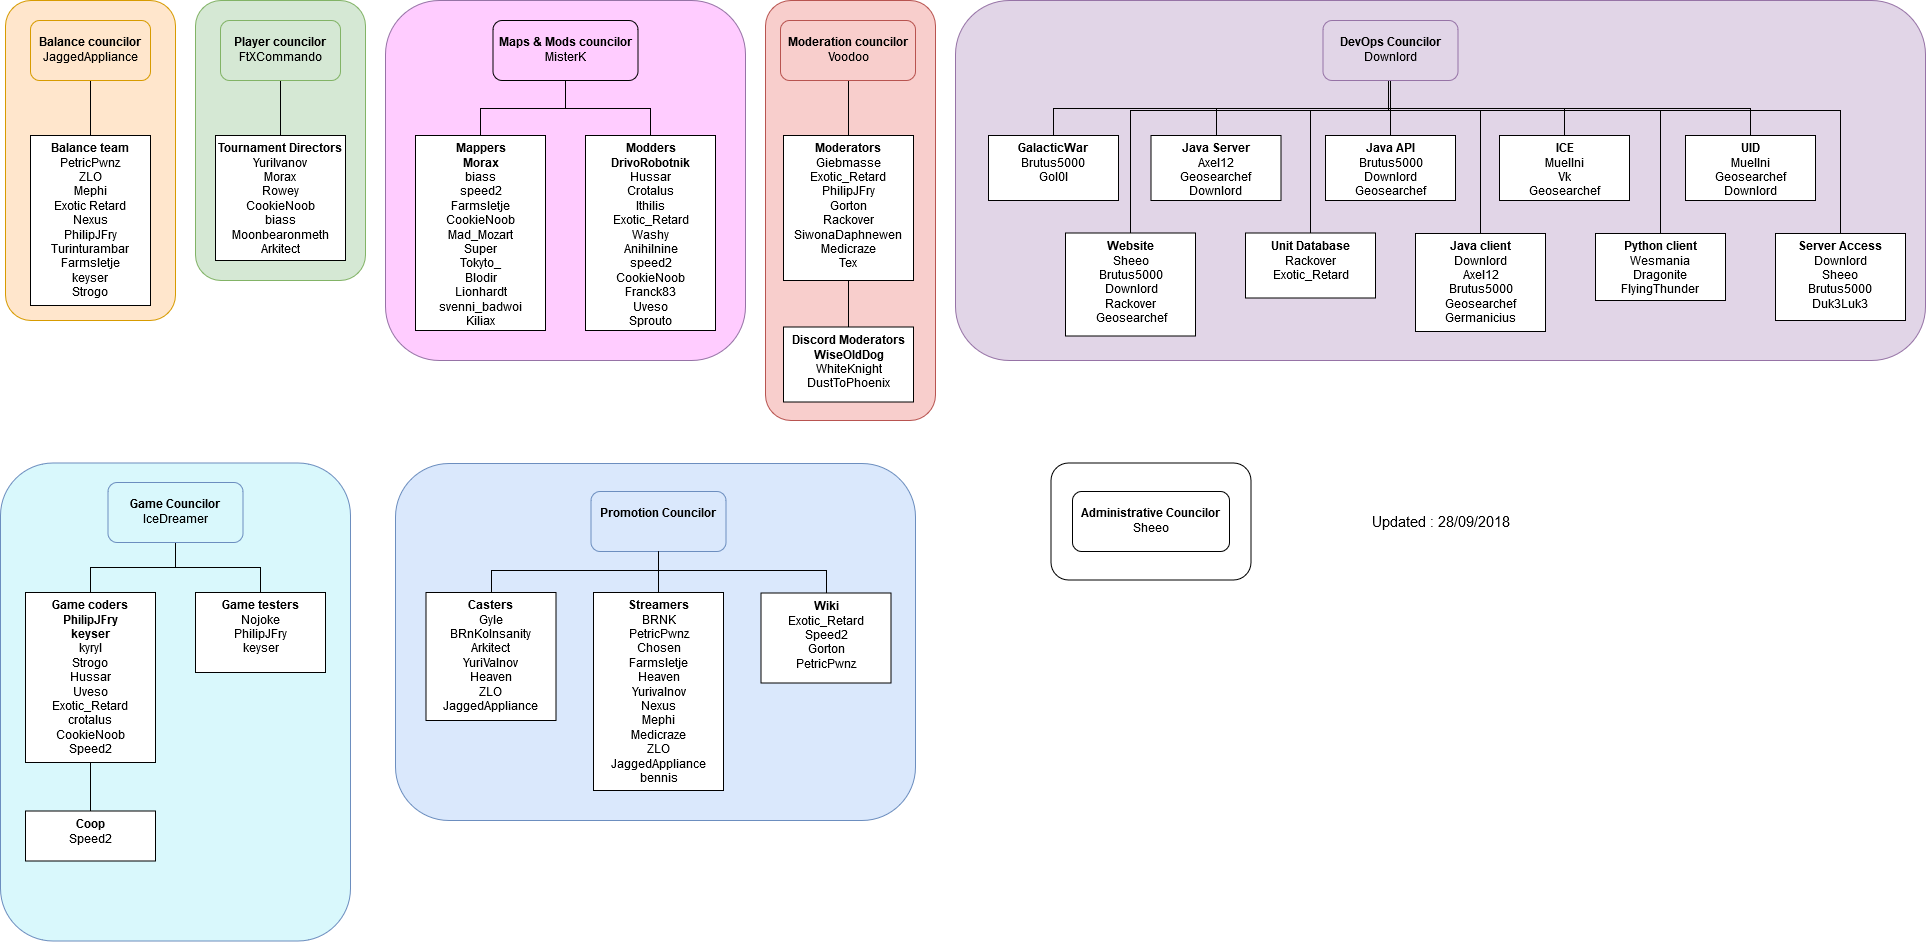 Balance councilor
JaggedAppliance
Balance team
PetricPwnz
ZLO
Mephi
Exotic Retard
Nexus
PhilipJFry
Turinturambar
Farmsletje
keyser
Strogo
Player councilor
FtXCommando
Tournament Directors
YuriIvanov
Morax
Rowey
CookieNoob
biass
Moonbearonmeth
Arkitect
Maps & Mods councilor
MisterK
Mappers
Morax
biass
speed2
Farmsletje
CookieNoob
Mad_Mozart
Super
Tokyto_
Blodir
Lionhardt
svenni_badwoi
Kiliax
Modders
DrivoRobotnik
Hussar
Crotalus
Ithilis
Exotic_Retard
Washy
Anihilnine
speed2
CookieNoob
Franck83
Uveso
Sprouto
Moderation councilor
Voodoo
Moderators
Giebmasse
Exotic_Retard
PhilipJFry
Gorton
Rackover
SiwonaDaphnewen
Medicraze
Tex
Discord Moderators
WiseOldDog
WhiteKnight
DustToPhoenix
DevOps Councilor
Downlord
GalacticWar
Brutus5000
Gol0l
Java Server
Axel12
Geosearchef
Downlord
Java API
Brutus5000
Downlord
Geosearchef
ICE
Muellni
Vk
Geosearchef
UID
Muellni
Geosearchef
Downlord
Website
Sheeo
Brutus5000
Downlord
Rackover
Geosearchef
Unit Database
Rackover
Exotic_Retard
Java client
Downlord
Axel12
Brutus5000
Geosearchef
Germanicius
Python client
Wesmania
Dragonite
FlyingThunder
Server Access
Downlord
Sheeo
Brutus5000
Duk3Luk3
Game Councilor
IceDreamer
Game coders
PhilipJFry
keyser
kyryl
Strogo
Hussar
Uveso
Exotic_Retard
crotalus
CookieNoob
Speed2
Coop
Speed2
Game testers
Nojoke
PhilipJFry
keyser
Promotion Councilor
Casters
Gyle
BRnKoInsanity
Arkitect
YuriVaInov
Heaven
ZLO
JaggedAppliance
Streamers
BRNK
PetricPwnz
Chosen
Farmsletje
Heaven
Yurivalnov
Nexus
Mephi
Medicraze
ZLO
JaggedAppliance
bennis
Wiki
Exotic_Retard
Speed2
Gorton
PetricPwnz
Administrative Councilor
Sheeo
Updated : 28/09/2018